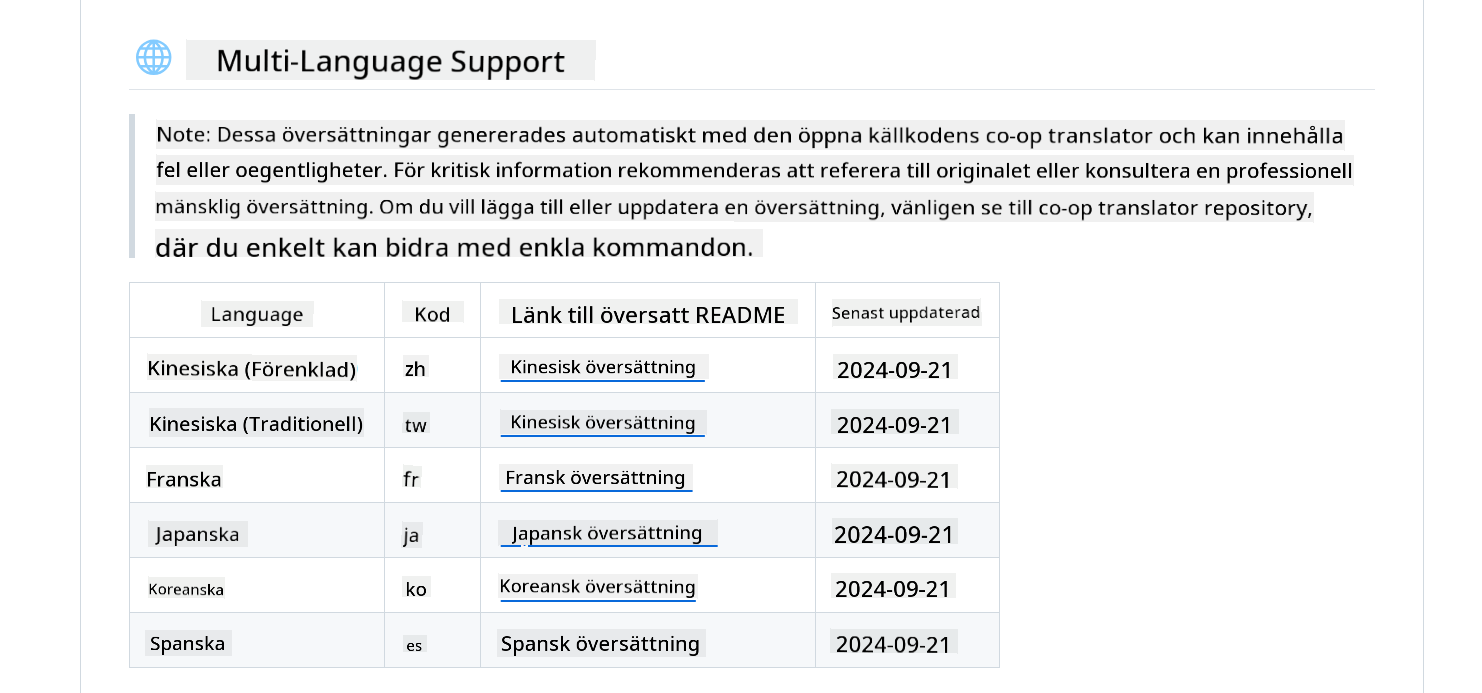 Multi-Language Support
Note: Dessa översättningar genererades automatiskt med den öppna källkodens co-op translator och kan innehålla
fel eller oegentligheter. För kritisk information rekommenderas att referera till originalet eller konsultera en professionell
mänsklig översättning. Om du vill lägga till eller uppdatera en översättning, vänligen se till co-op translator repository,
där du enkelt kan bidra med enkla kommandon.
Language Kod Länk till översatt README Senast uppdaterad
Kinesiska (Förenklad) zh Kinesisk översättning 2024-09-21
Kinesiska (Traditionell) tw Kinesisk översättning 2024-09-21
Franska fr Fransk översättning 2024-09-21
Japanska ja Japansk översättning 2024-09-21
Koreanska ko Koreansk översättning 2024-09-21
Spanska es Spansk översättning 2024-09-21